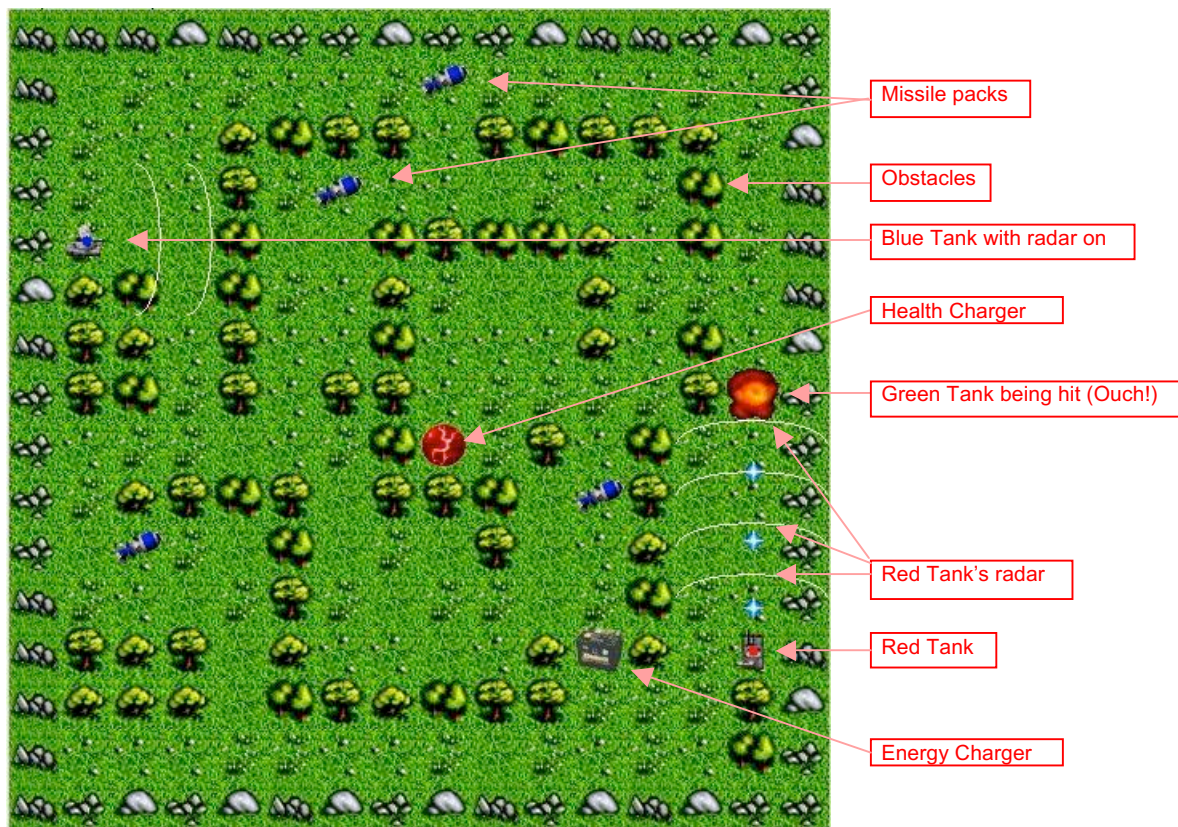 Missile packs
Obstacles
Blue Tank with radar on
Health Charger
Green Tank being hit (Ouch!)
Red Tank’s radar
Red Tank
Energy Charger